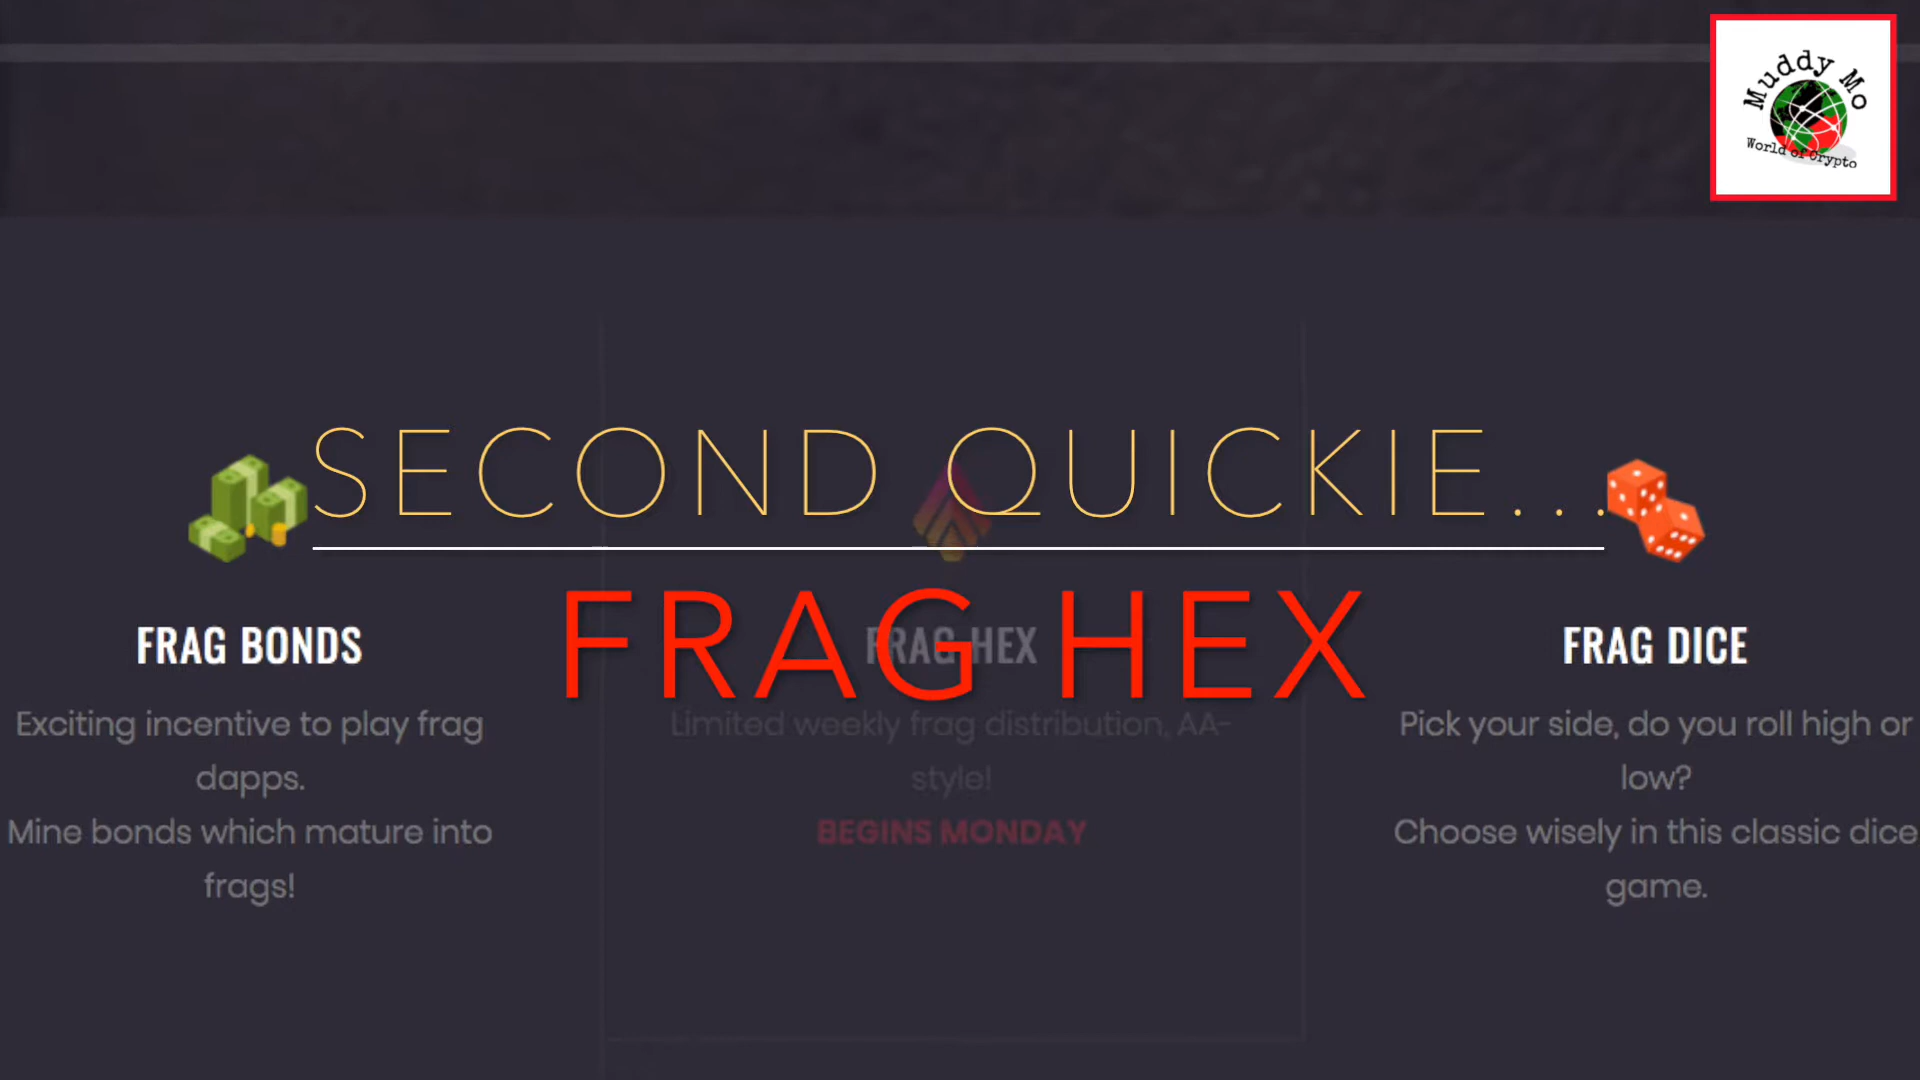 Muddy Mo
World of Crypto
SECOND QUICKIE...
FRAG HEX
FRAG BONDS
Exciting incentive to play frag
dapps.
Mine bonds which mature into
frags!
FRAG HEX
Limited weekly frag distribution, AA-
style!
BEGINS MONDAY
FRAG DICE
Pick your side, do you roll high or
low?
Choose wisely in this classic dice
game.